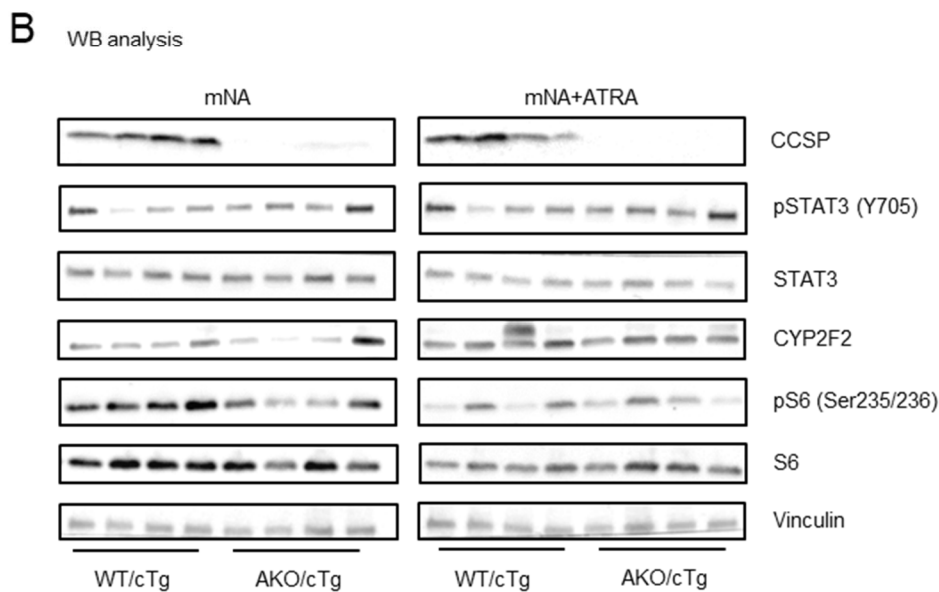 B
WB analysis
mNA
mNA+ATRA
CCSP
pSTAT3 (Y705)
STAT3
CYP2F2
pS6 (Ser235/236)
S6
Vinculin
WT/cTg
AKO/cTg
WT/cTg
AKO/cTg